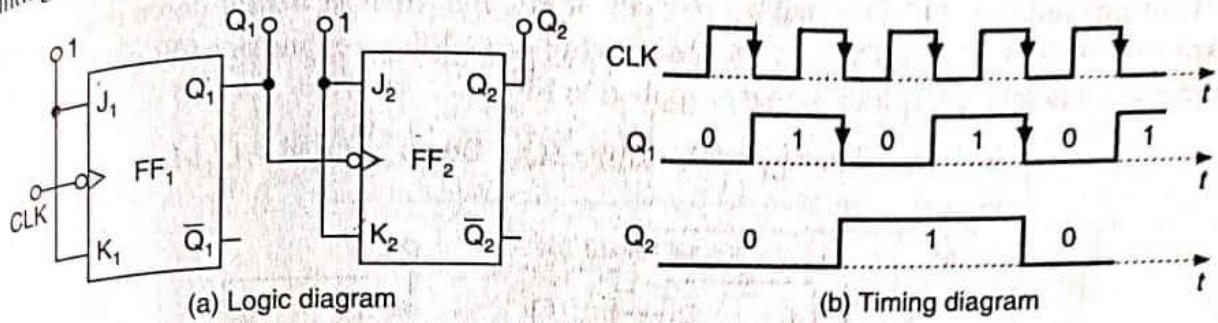 Q₁ 1 Q₂
1
J₁ Q₁ J₂ Q₂
FF₁ FF₂
CLK
K₁ Q̅₁ K₂ Q̅₂
(a) Logic diagram
CLK
t
Q₁ 0 1 0 1 0 1
t
Q₂ 0 1 0
t
(b) Timing diagram